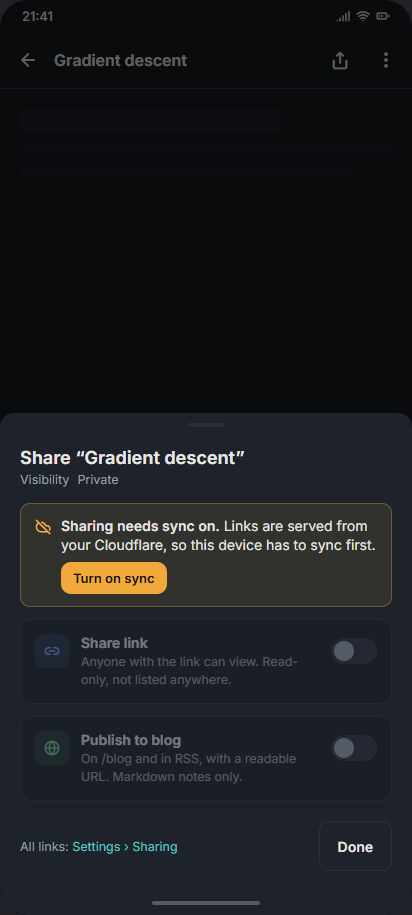 21:41
Gradient descent
Share “Gradient descent”
Visibility Private
Sharing needs sync on. Links are served from
your Cloudflare, so this device has to sync first.
Turn on sync
Share link
Anyone with the link can view. Read-
only, not listed anywhere.
Publish to blog
On /blog and in RSS, with a readable
URL. Markdown notes only.
All links: Settings › Sharing
Done